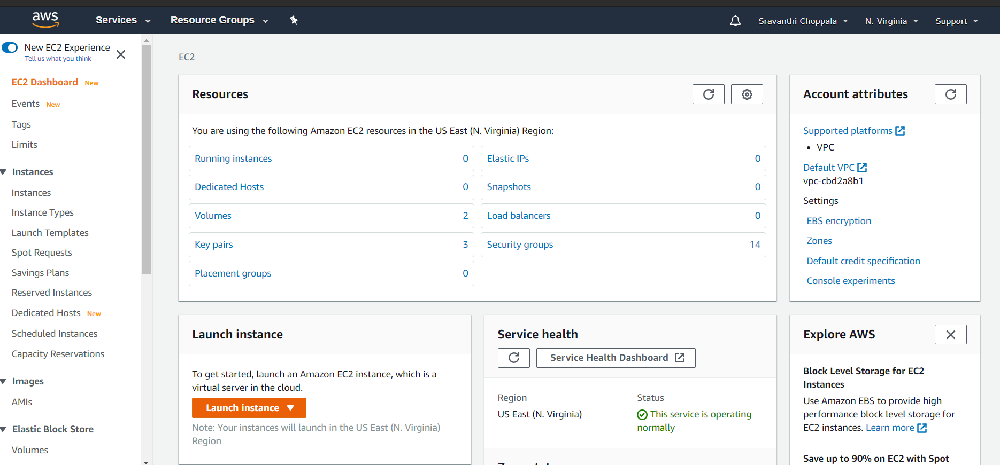 aws
Services
Resource Groups
Sravanthi Choppala
N. Virginia
Support
New EC2 Experience
Tell us what you think
EC2 Dashboard New
Events New
Tags
Limits
Instances
Instances
Instance Types
Launch Templates
Spot Requests
Savings Plans
Reserved Instances
Dedicated Hosts New
Scheduled Instances
Capacity Reservations
Images
AMIs
Elastic Block Store
Volumes
EC2
Resources
You are using the following Amazon EC2 resources in the US East (N. Virginia) Region:
Running instances 0
Elastic IPs 0
Dedicated Hosts 0
Snapshots 0
Volumes 2
Load balancers 0
Key pairs 3
Security groups 14
Placement groups 0
Account attributes
Supported platforms
• VPC
Default VPC
vpc-cbd2a8b1
Settings
EBS encryption
Zones
Default credit specification
Console experiments
Launch instance
To get started, launch an Amazon EC2 instance, which is a
virtual server in the cloud.
Launch instance
Note: Your instances will launch in the US East (N. Virginia)
Region
Service health
Service Health Dashboard
Region
US East (N. Virginia)
Status
This service is operating
normally
Explore AWS
Block Level Storage for EC2
Instances
Use Amazon EBS to provide high
performance block level storage for
EC2 instances. Learn more
Save up to 90% on EC2 with Spot